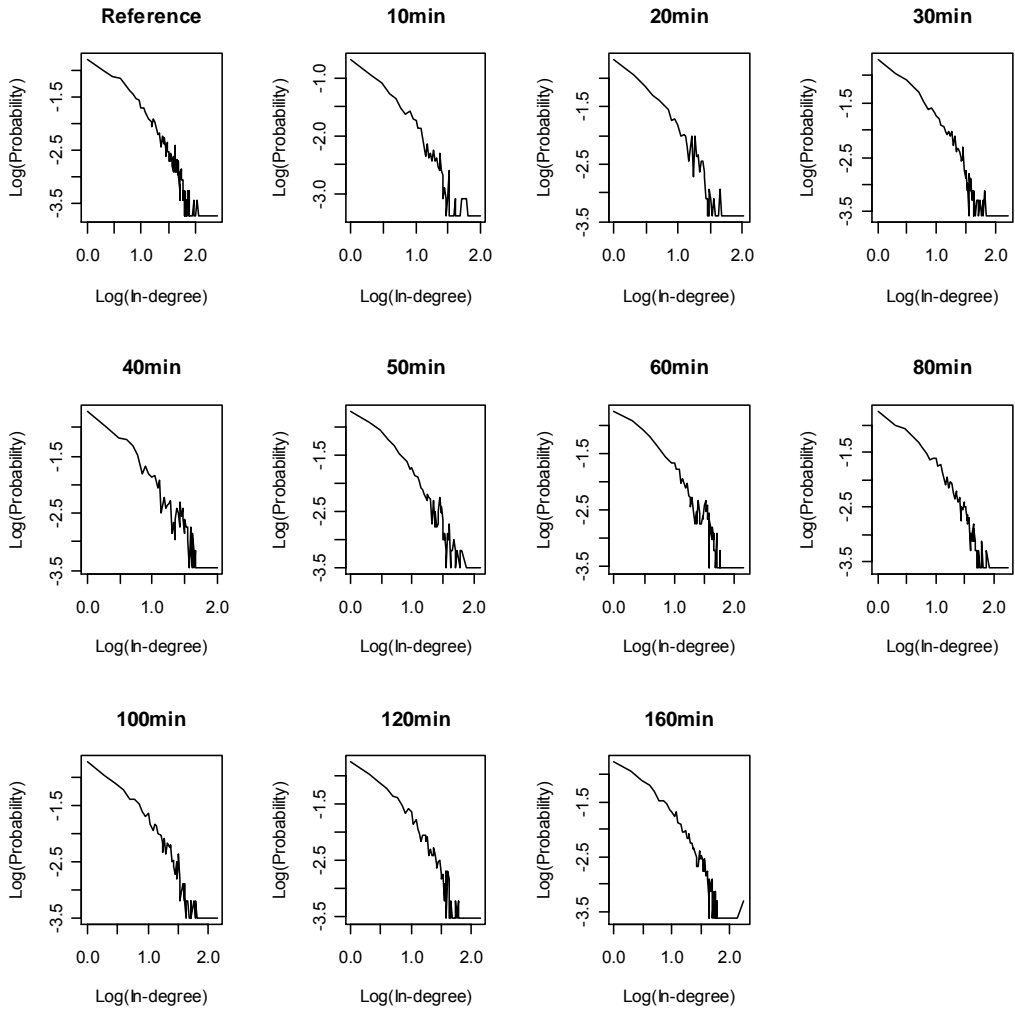 Reference 10min 20min 30min
Log(Probability) -3.5 -2.5 -1.5
Log(Probability) -3.0 -2.0 -1.0
Log(Probability) -3.5 -2.5 -1.5
Log(Probability) -3.5 -2.5 -1.5
0.0 1.0 2.0 0.0 1.0 2.0 0.0 1.0 2.0 0.0 1.0 2.0
Log(In-degree) Log(In-degree) Log(In-degree) Log(In-degree)
40min 50min 60min 80min
Log(Probability) -3.5 -2.5 -1.5
Log(Probability) -3.5 -2.5 -1.5
Log(Probability) -3.5 -2.5 -1.5
Log(Probability) -3.5 -2.5 -1.5
0.0 1.0 2.0 0.0 1.0 2.0 0.0 1.0 2.0 0.0 1.0 2.0
Log(In-degree) Log(In-degree) Log(In-degree) Log(In-degree)
100min 120min 160min
Log(Probability) -3.5 -2.5 -1.5
Log(Probability) -3.5 -2.5 -1.5
Log(Probability) -3.5 -2.5 -1.5
0.0 1.0 2.0 0.0 1.0 2.0 0.0 1.0 2.0
Log(In-degree) Log(In-degree) Log(In-degree)